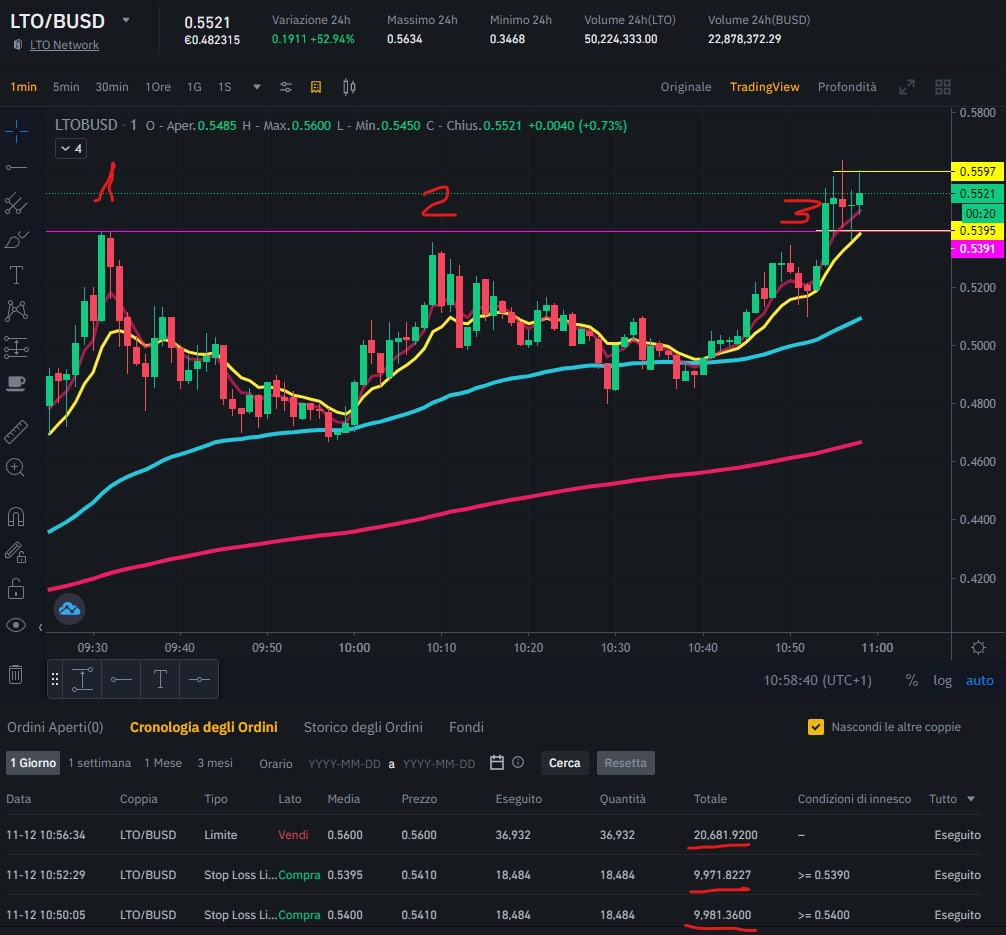 LTO/BUSD
LTO Network
0.5521
€0.482315
Variazione 24h
0.1911 +52.94%
Massimo 24h
0.5634
Minimo 24h
0.3468
Volume 24h(LTO)
50,224,333.00
Volume 24h(BUSD)
22,878,372.29
1min 5min 30min 1Ore 1G 1S
Originale TradingView Profondità
LTOBUSD · 1 O - Aper.0.5485 H - Max.0.5600 L - Min.0.5450 C - Chius.0.5521 +0.0040 (+0.73%)
4
1
2
3
0.5800
0.5597
0.5521
00:20
0.5395
0.5391
0.5200
0.5000
0.4800
0.4600
0.4400
0.4200
09:30 09:40 09:50 10:00 10:10 10:20 10:30 10:40 10:50 11:00
T
10:58:40 (UTC+1) % log auto
Ordini Aperti(0) Cronologia degli Ordini Storico degli Ordini Fondi Nascondi le altre coppie
1 Giorno 1 settimana 1 Mese 3 mesi Orario YYYY-MM-DD a YYYY-MM-DD Cerca Resetta
Data Coppia Tipo Lato Media Prezzo Eseguito Quantità Totale Condizioni di innesco Tutto
11-12 10:56:34 LTO/BUSD Limite Vendi 0.5600 0.5600 36,932 36,932 20,681.9200 – Eseguito
11-12 10:52:29 LTO/BUSD Stop Loss Li... Compra 0.5395 0.5410 18,484 18,484 9,971.8227 >= 0.5390 Eseguito
11-12 10:50:05 LTO/BUSD Stop Loss Li... Compra 0.5400 0.5410 18,484 18,484 9,981.3600 >= 0.5400 Eseguito